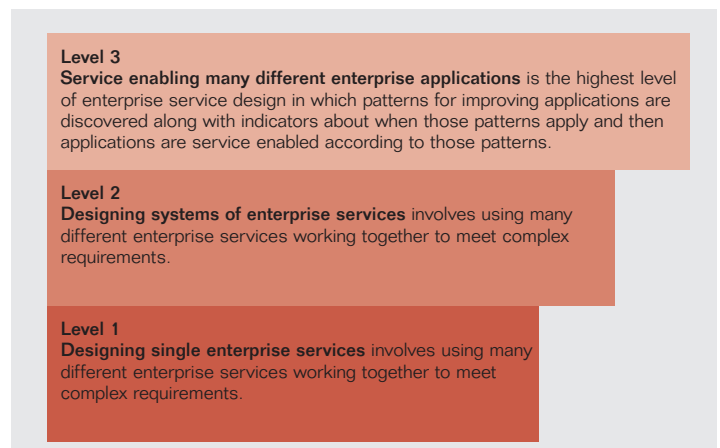 Level 3
Service enabling many different enterprise applications is the highest level
of enterprise service design in which patterns for improving applications are
discovered along with indicators about when those patterns apply and then
applications are service enabled according to those patterns.
Level 2
Designing systems of enterprise services involves using many
different enterprise services working together to meet complex
requirements.
Level 1
Designing single enterprise services involves using many
different enterprise services working together to meet
complex requirements.